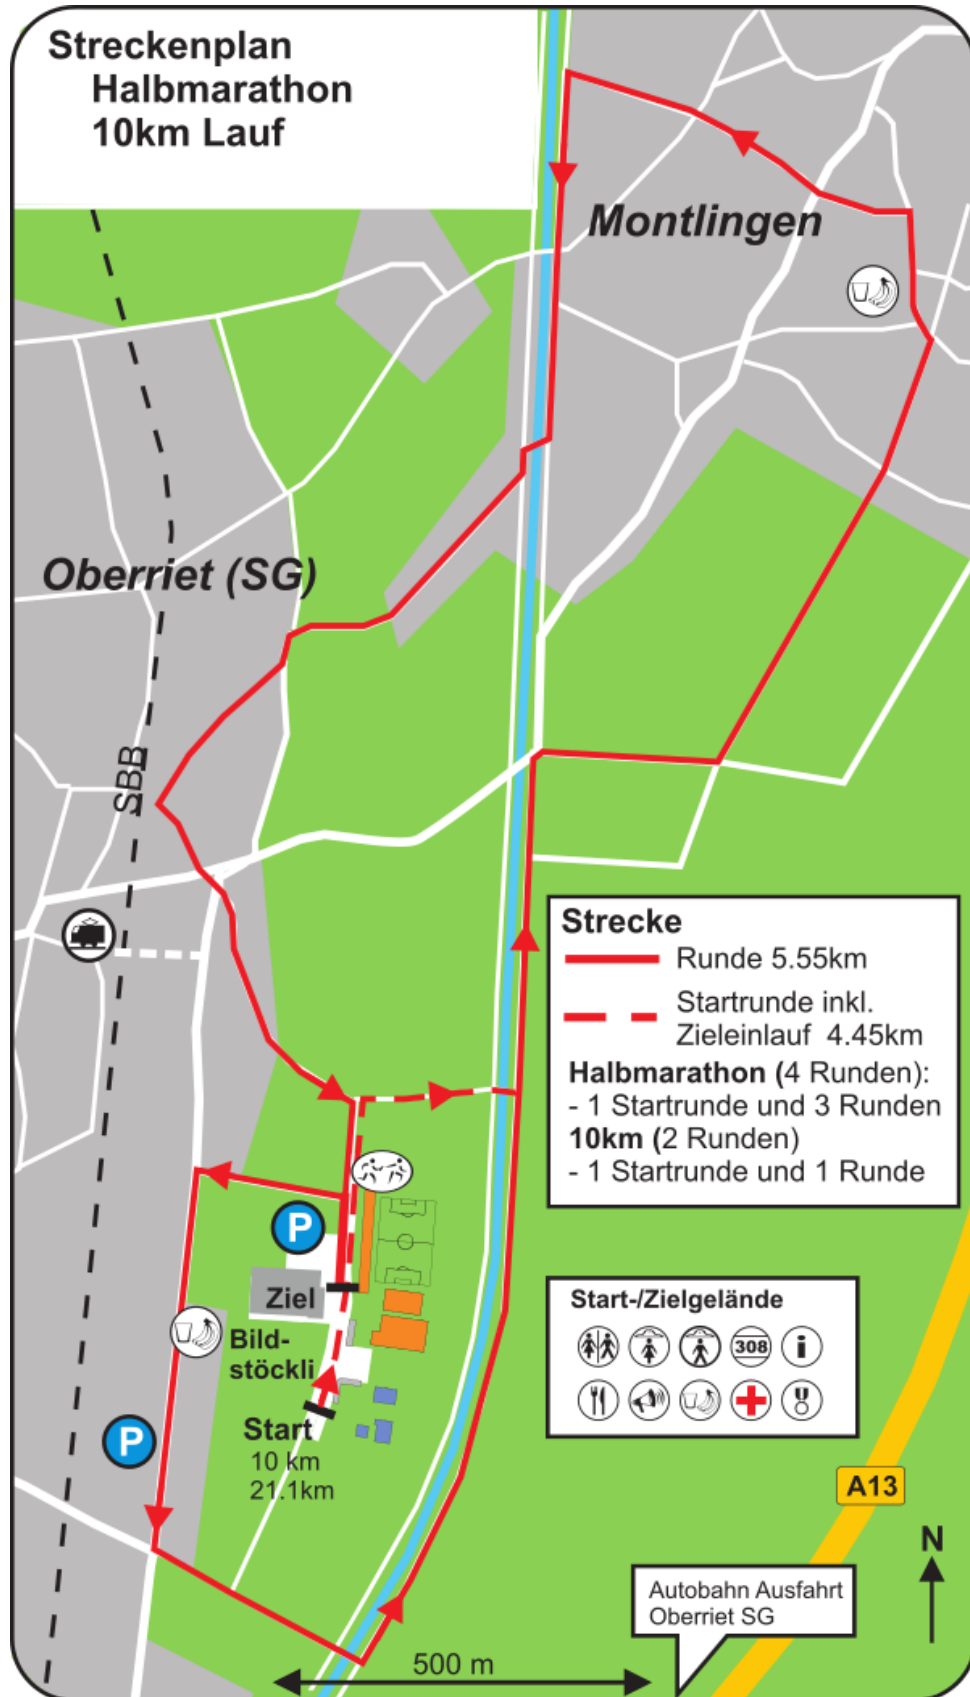 Streckenplan
Halbmarathon
10km Lauf
Montlingen
Oberriet (SG)
SBB
Strecke
Runde 5.55km
Startrunde inkl.
Zieleinlauf 4.45km
Halbmarathon (4 Runden):
- 1 Startrunde und 3 Runden
10km (2 Runden)
- 1 Startrunde und 1 Runde
P
Ziel
Bild-
stöckli
Start
10 km
21.1km
P
Start-/Zielgelände
308
i
A13
N
Autobahn Ausfahrt
Oberriet SG
500 m